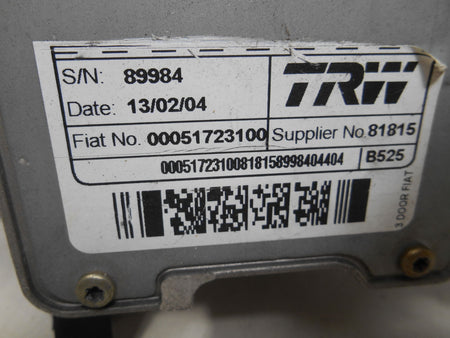 S/N: 89984
TRW
Date: 13/02/04
Fiat No. 00051723100 Supplier No. 81815
00051723100818158998404404 B525
3 DOOR FIAT